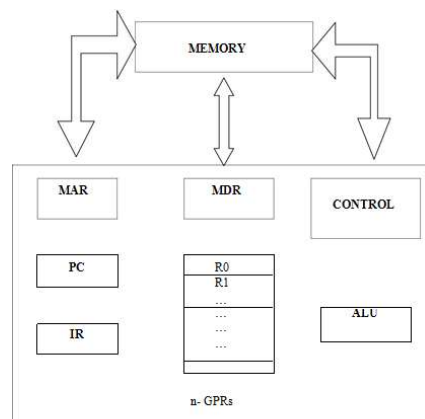 MEMORY
MAR
MDR
CONTROL
PC
R0
R1
...
...
...
...
IR
ALU
n- GPRs